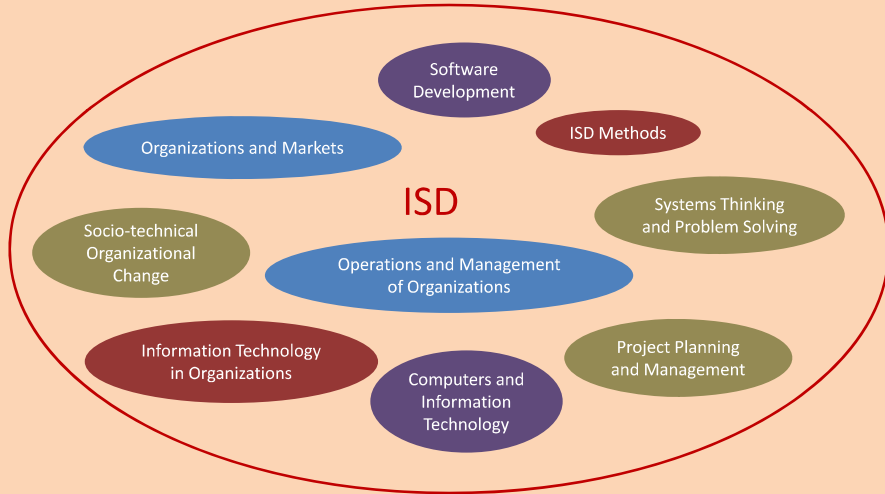 Software
Development
ISD Methods
Organizations and Markets
ISD
Systems Thinking
and Problem Solving
Socio-technical
Organizational
Change
Operations and Management
of Organizations
Information Technology
in Organizations
Project Planning
and Management
Computers and
Information
Technology